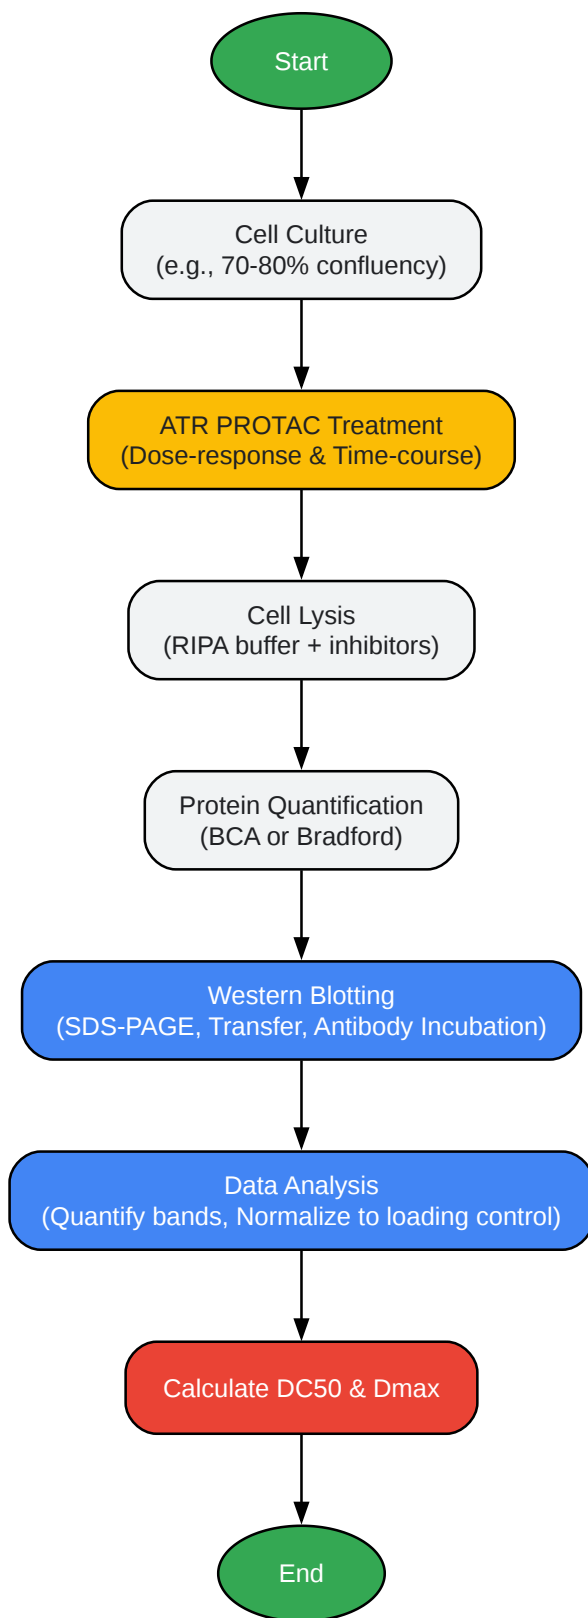 Start
Cell Culture
(e.g., 70-80% confluency)
ATR PROTAC Treatment
(Dose-response & Time-course)
Cell Lysis
(RIPA buffer + inhibitors)
Protein Quantification
(BCA or Bradford)
Western Blotting
(SDS-PAGE, Transfer, Antibody Incubation)
Data Analysis
(Quantify bands, Normalize to loading control)
Calculate DC50 & Dmax
End